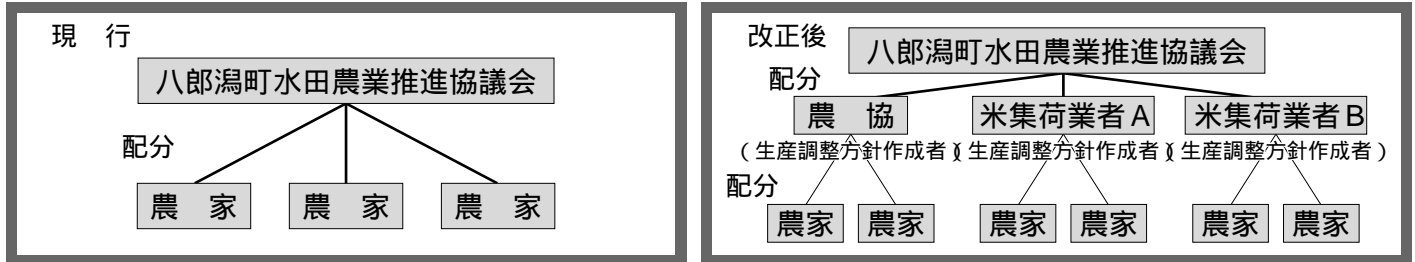 現　行
八郎潟町水田農業推進協議会
配分
農　家　農　家　農　家
改正後
八郎潟町水田農業推進協議会
配分
農　協　米集荷業者A　米集荷業者B
(生産調整方針作成者)(生産調整方針作成者)(生産調整方針作成者)
配分
農家　農家　農家　農家　農家　農家